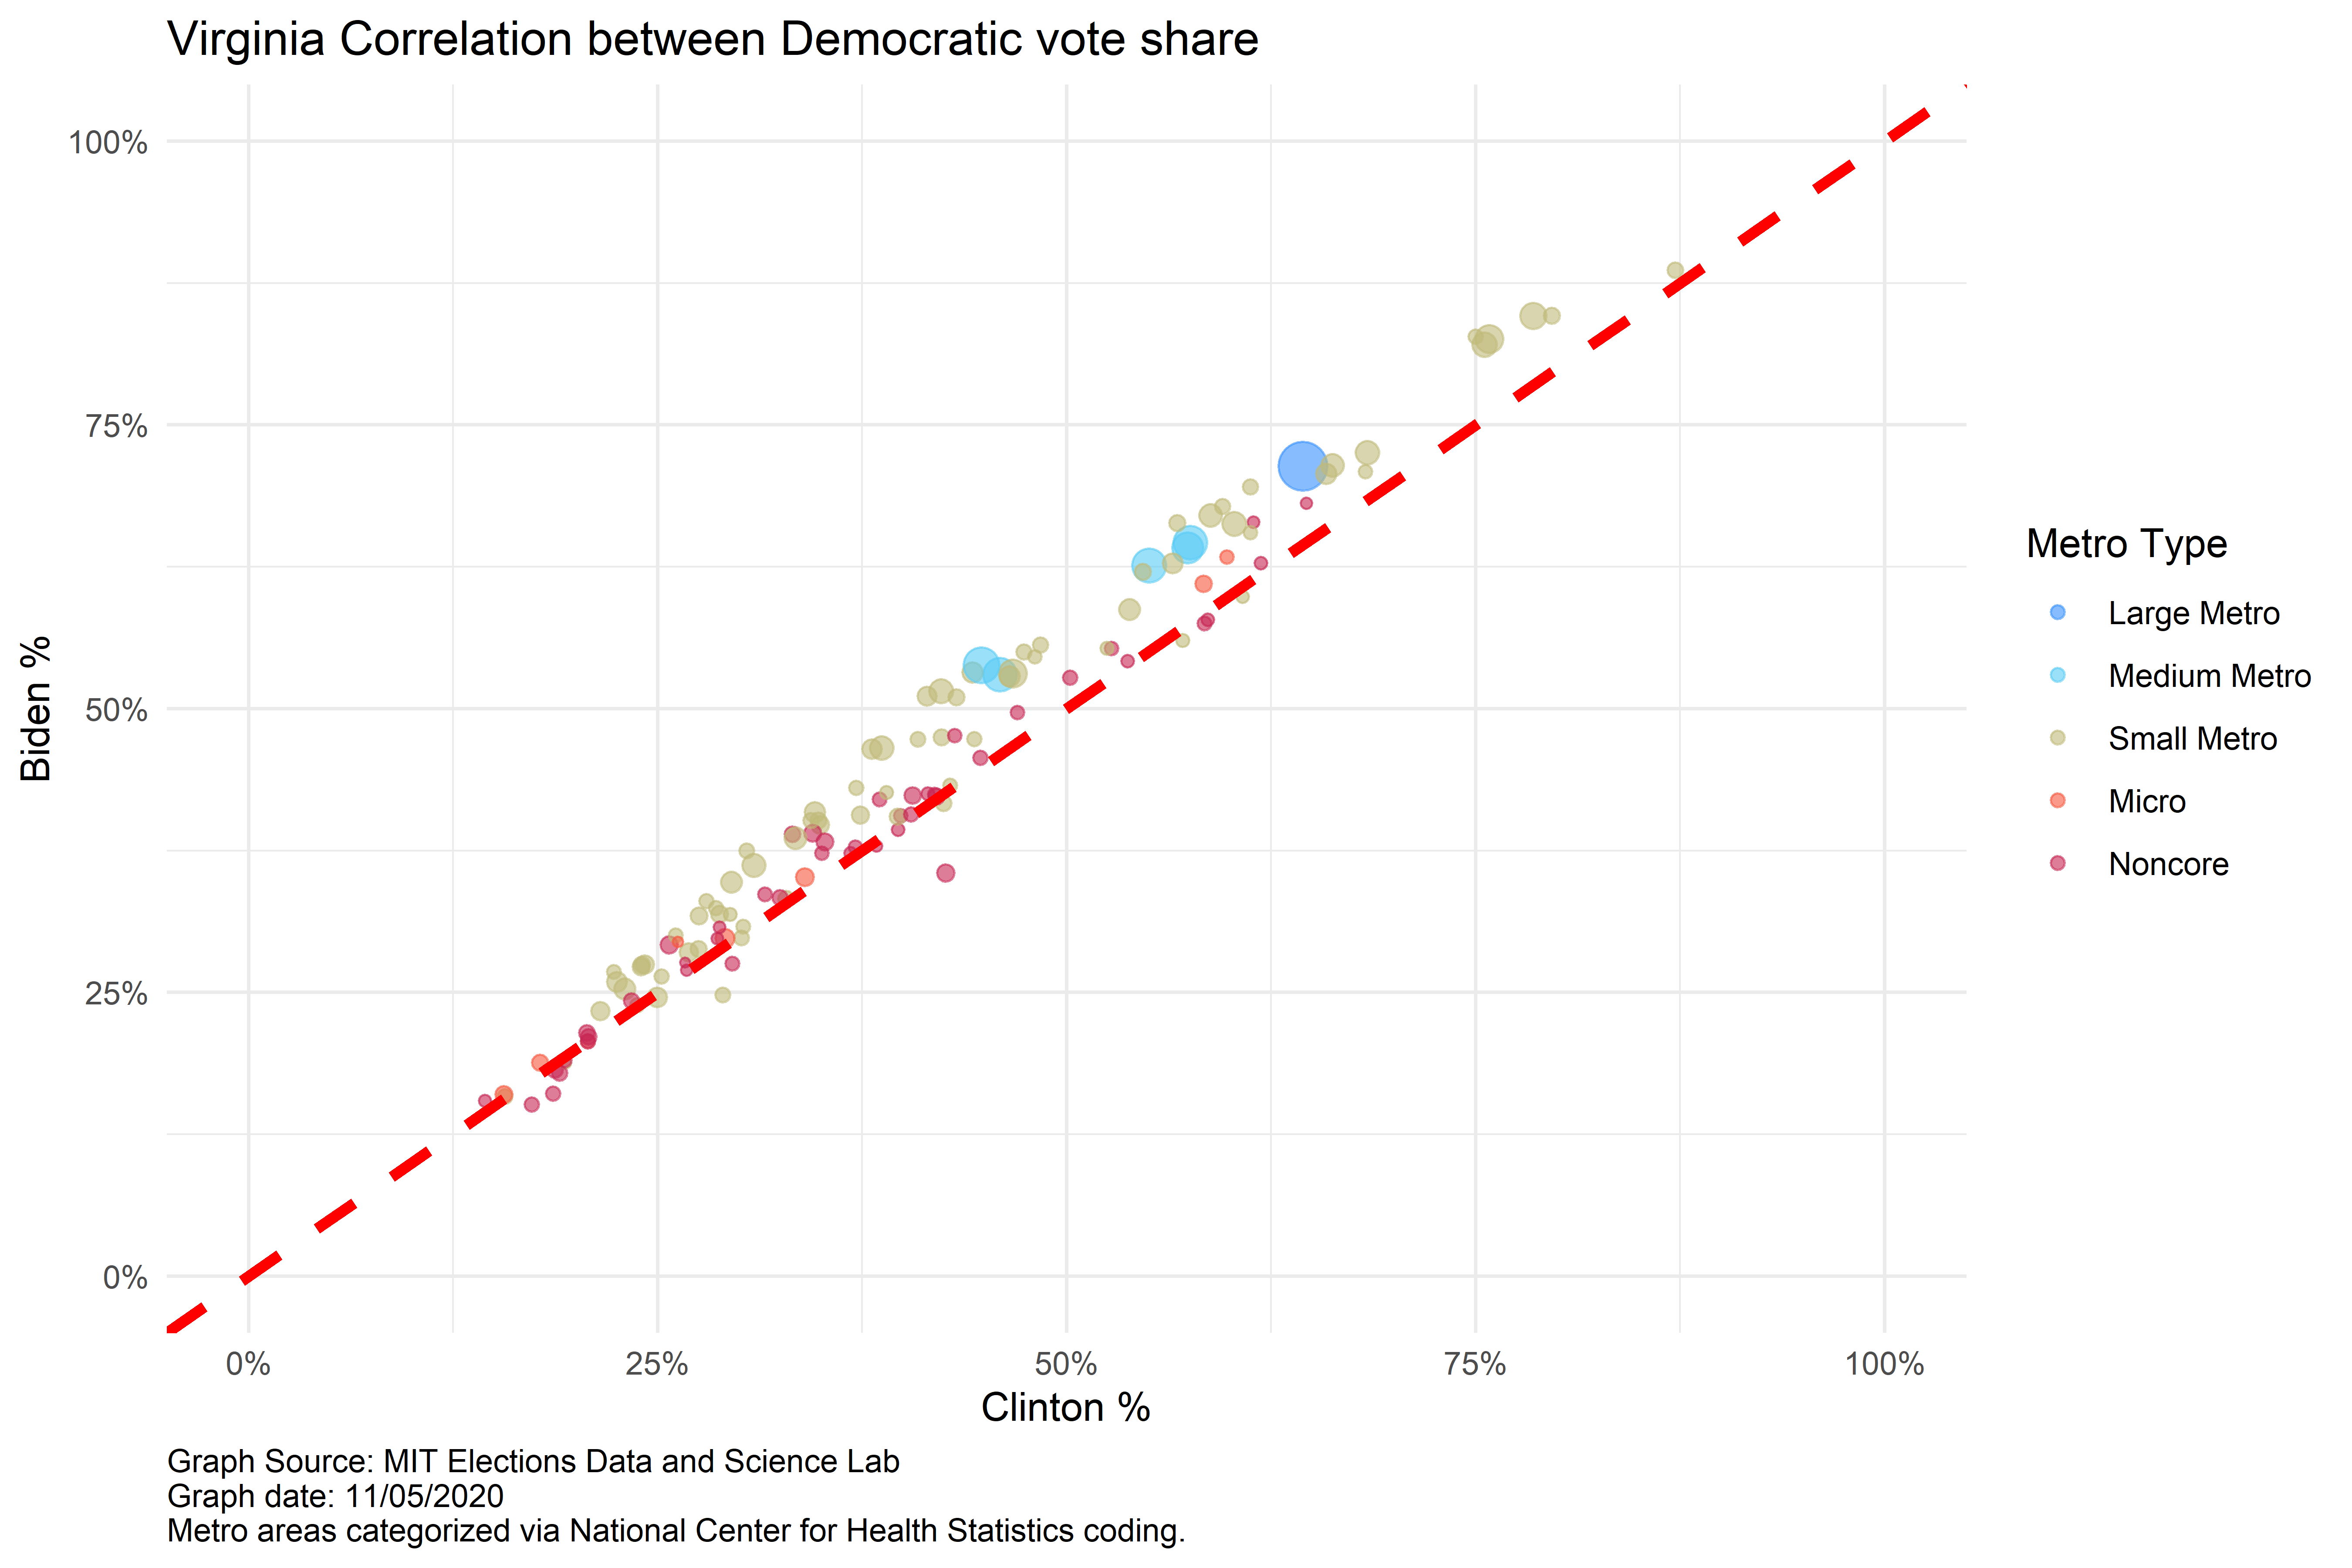 Virginia Correlation between Democratic vote share
100%
75%
50%
25%
0%
Biden %
0%
25%
50%
75%
100%
Clinton %
Metro Type
Large Metro
Medium Metro
Small Metro
Micro
Noncore
Graph Source: MIT Elections Data and Science Lab
Graph date: 11/05/2020
Metro areas categorized via National Center for Health Statistics coding.